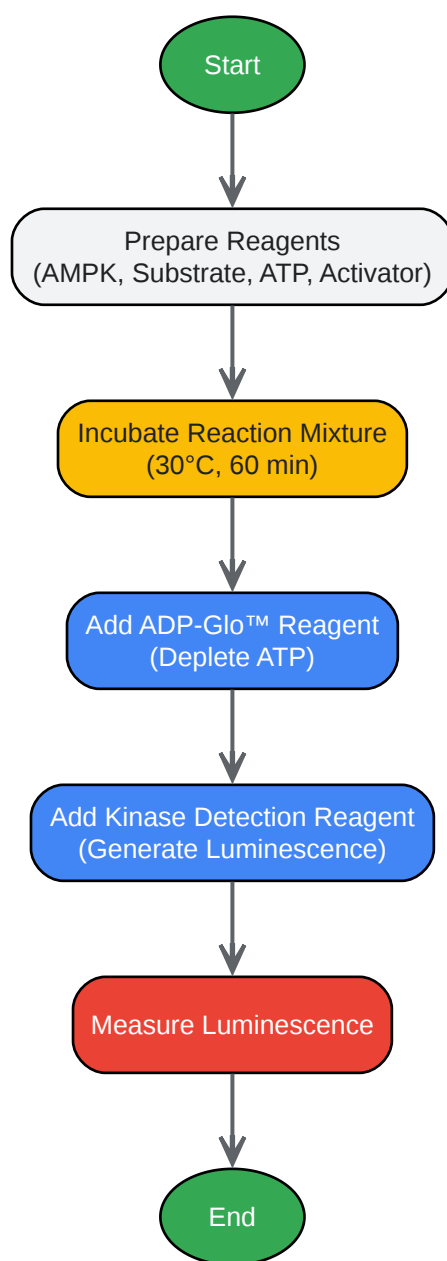 Start
Prepare Reagents
(AMPK, Substrate, ATP, Activator)
Incubate Reaction Mixture
(30°C, 60 min)
Add ADP-Glo™ Reagent
(Deplete ATP)
Add Kinase Detection Reagent
(Generate Luminescence)
Measure Luminescence
End